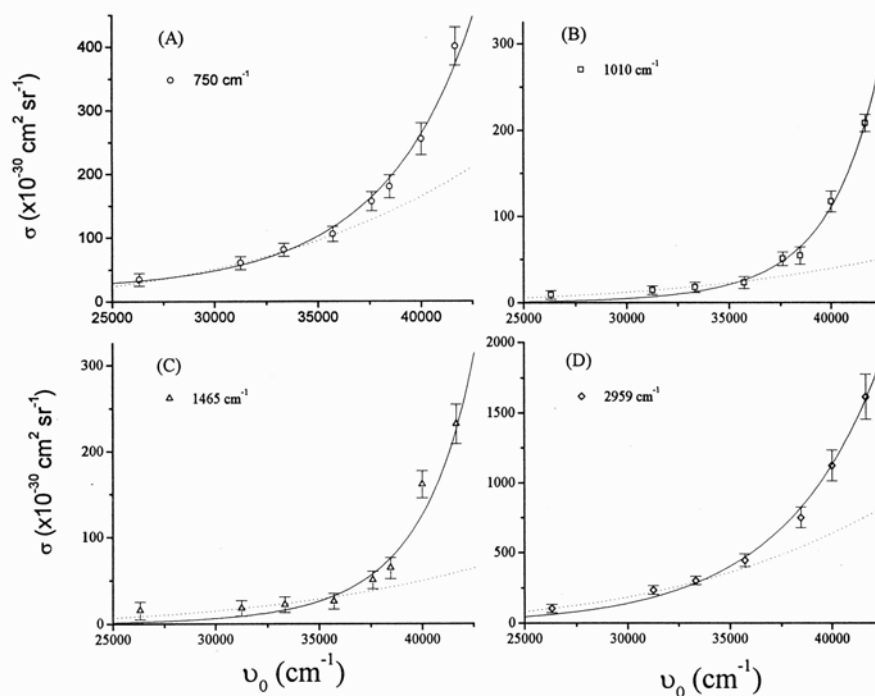 (A)
750 cm⁻¹
σ (x10⁻³⁰ cm² sr⁻¹)
400
300
200
100
0
25000 30000 35000 40000
(B)
1010 cm⁻¹
300
200
100
0
25000 30000 35000 40000
(C)
1465 cm⁻¹
σ (x10⁻³⁰ cm² sr⁻¹)
300
200
100
0
25000 30000 35000 40000
υ₀ (cm⁻¹)
(D)
2959 cm⁻¹
2000
1500
1000
500
0
25000 30000 35000 40000
υ₀ (cm⁻¹)